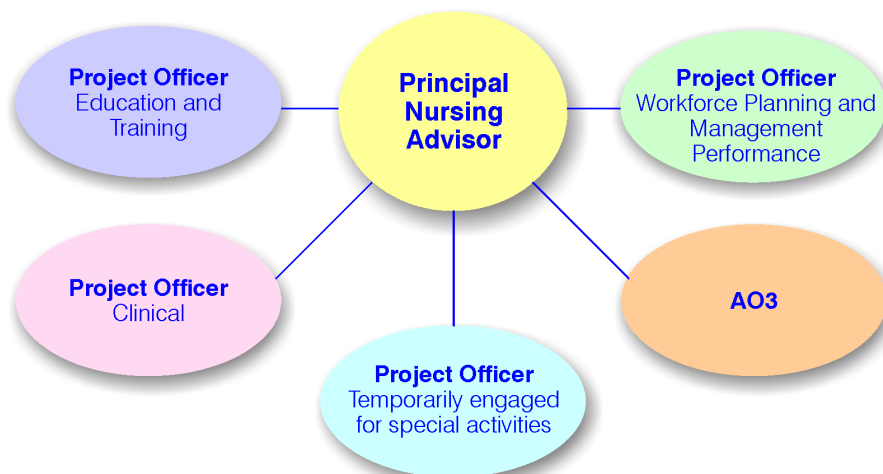 Project Officer
Education and
Training
Principal
Nursing
Advisor
Project Officer
Workforce Planning and
Management
Performance
Project Officer
Clinical
Project Officer
Temporarily engaged
for special activities
AO3